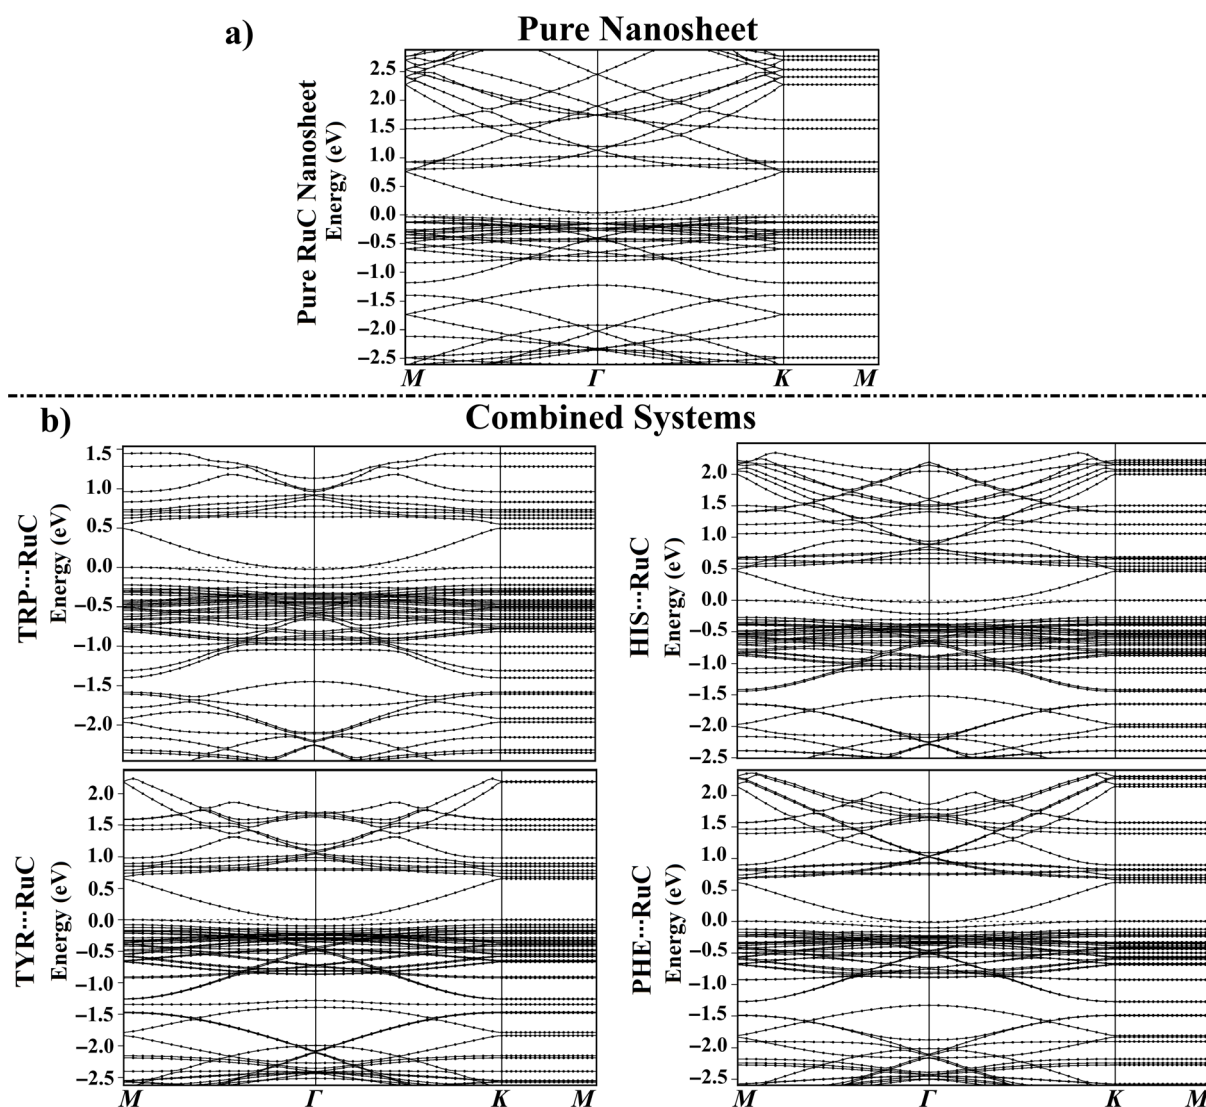 a)
Pure Nanosheet
Pure RuC Nanosheet
Energy (eV)
2.5
2.0
1.5
1.0
0.5
0.0
−0.5
−1.0
−1.5
−2.0
−2.5
M Γ K M
b)
Combined Systems
TRP···RuC
Energy (eV)
1.5
1.0
0.5
0.0
−0.5
−1.0
−1.5
−2.0
HIS···RuC
Energy (eV)
2.0
1.5
1.0
0.5
0.0
−0.5
−1.0
−1.5
−2.0
−2.5
TYR···RuC
Energy (eV)
2.0
1.5
1.0
0.5
0.0
−0.5
−1.0
−1.5
−2.0
−2.5
M Γ K M
PHE···RuC
Energy (eV)
2.0
1.5
1.0
0.5
0.0
−0.5
−1.0
−1.5
−2.0
−2.5
M Γ K M